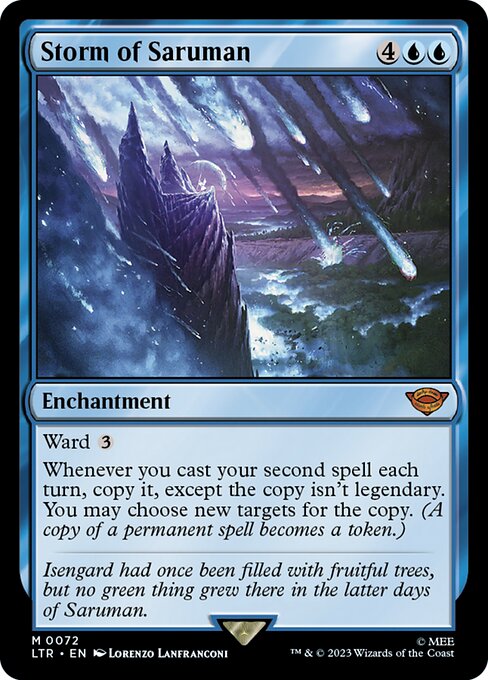 Storm of Saruman 4
Enchantment
Ward 3
Whenever you cast your second spell each
turn, copy it, except the copy isn't legendary.
You may choose new targets for the copy. (A
copy of a permanent spell becomes a token.)
Isengard had once been filled with fruitful trees,
but no green thing grew there in the latter days
of Saruman.
M 0072
LTR • EN Lorenzo Lanfranconi
© MEE
™ & © 2023 Wizards of the Coast